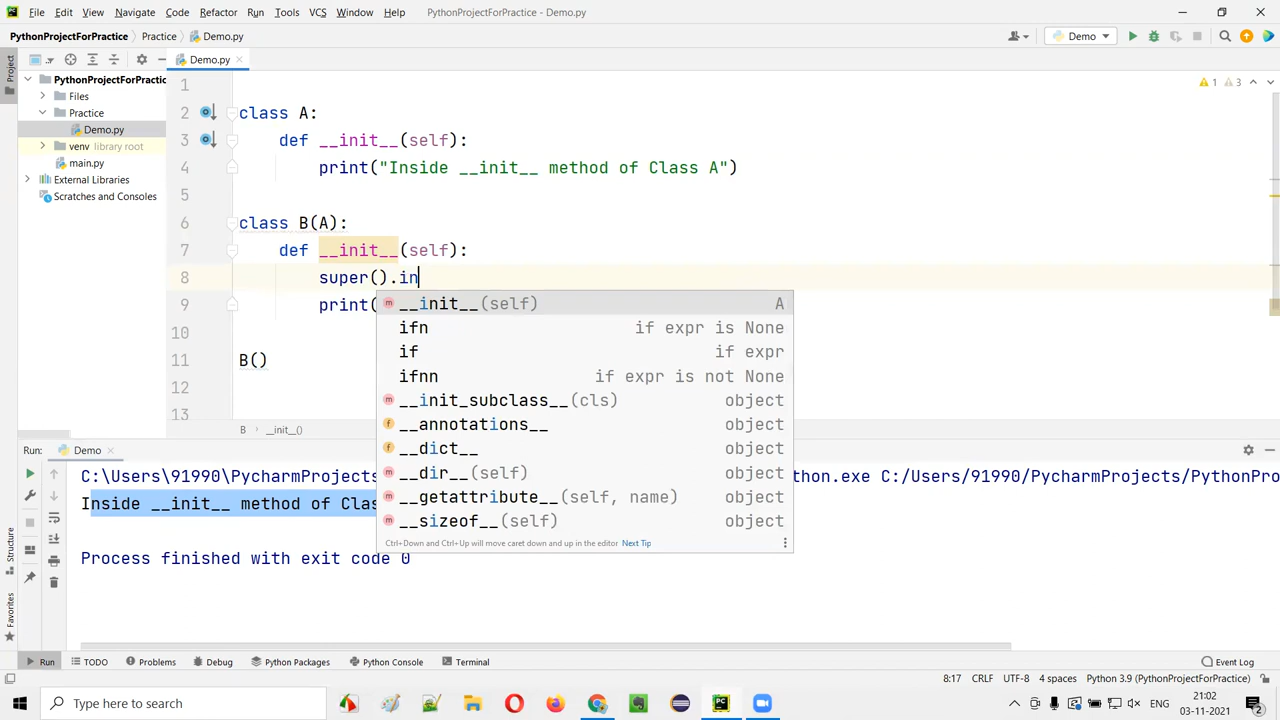 File Edit View Navigate Code Refactor Run Tools VCS Window Help PythonProjectForPractice - Demo.py
PythonProjectForPractice Practice Demo.py Demo
Project
Demo.py
PythonProjectForPractic
Files
Practice
Demo.py
venv library root
main.py
External Libraries
Scratches and Consoles
1 3
1
2 class A:
3 def __init__(self):
4 print("Inside __init__ method of Class A")
5
6 class B(A):
7 def __init__(self):
8 super().in
9 print(
10
11 B()
12
13
__init__(self) A
ifn if expr is None
if if expr
ifnn if expr is not None
__init_subclass__(cls) object
__annotations__ object
__dict__ object
__dir__(self) object
__getattribute__(self, name) object
__sizeof__(self) object
Ctrl+Down and Ctrl+Up will move caret down and up in the editor Next Tip
B __init__()
Run: Demo
C:\Users\91990\PycharmProjects thon.exe C:/Users/91990/PycharmProjects/PythonPro
Inside __init__ method of Clas
Process finished with exit code 0
Structure
Favorites
Run TODO Problems Debug Python Packages Python Console Terminal Event Log
8:17 CRLF UTF-8 4 spaces Python 3.9 (PythonProjectForPractice)
Type here to search
ENG
21:02
03-11-2021
2